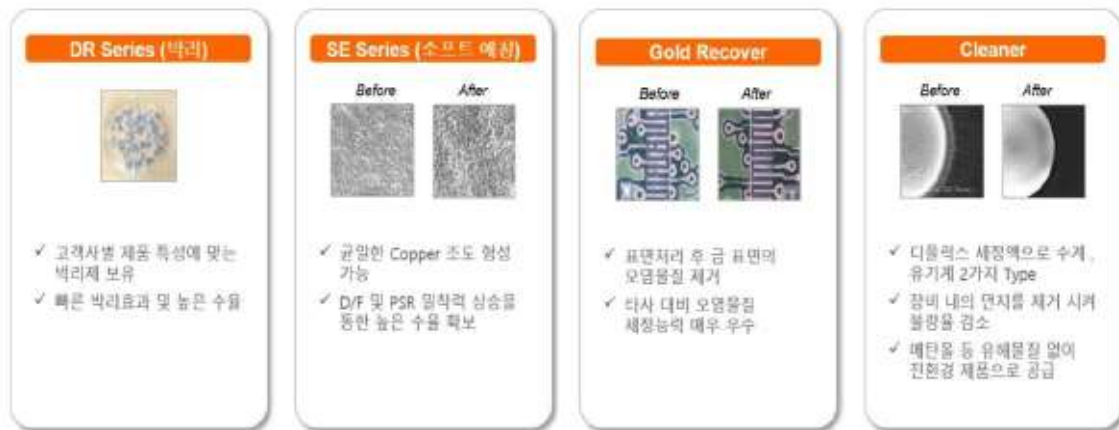 DR Series (박리)
고객사별 제품 특성에 맞는
박리제 보유
빠른 박리효과 및 높은 수율
SE Series (소프트 에칭)
Before After
균일한 Copper 조도 형성
가능
D/F 및 PSR 밀착력 상승을
통한 높은 수율 확보
Gold Recover
Before After
표면처리 후 금 표면의
오염물질 제거
타사 대비 오염물질
세정능력 매우 우수
Cleaner
Before After
디플럭스 세정액으로 수계,
유기계 2가지 Type
장비 내의 먼지를 제거 시켜
불량율 감소
메탄올 등 유해물질 없이
친환경 제품으로 공급